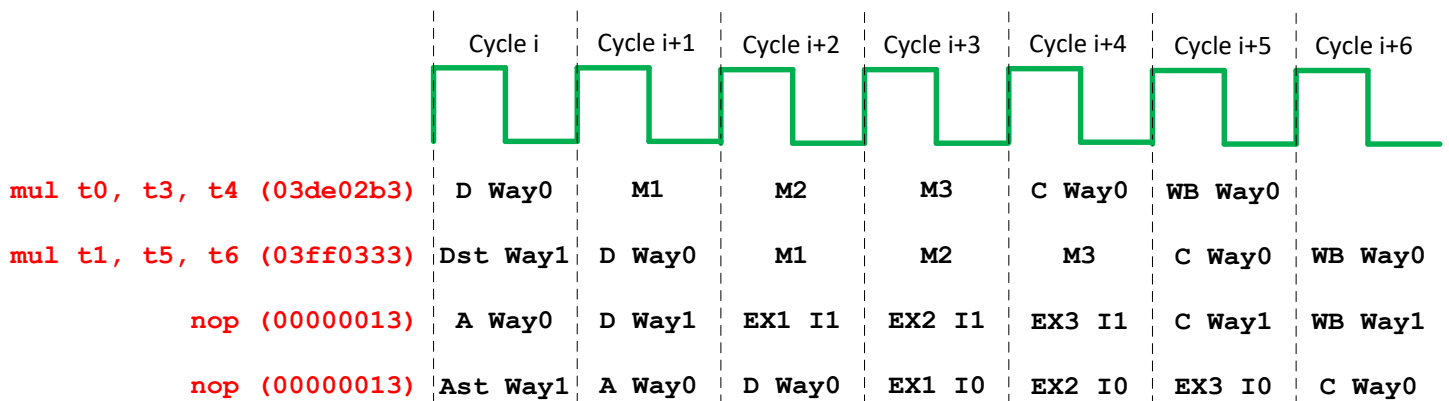 Cycle i Cycle i+1 Cycle i+2 Cycle i+3 Cycle i+4 Cycle i+5 Cycle i+6
mul t0, t3, t4 (03de02b3) D Way0 M1 M2 M3 C Way0 WB Way0
mul t1, t5, t6 (03ff0333) Dst Way1 D Way0 M1 M2 M3 C Way0 WB Way0
nop (00000013) A Way0 D Way1 EX1 I1 EX2 I1 EX3 I1 C Way1 WB Way1
nop (00000013) Ast Way1 A Way0 D Way0 EX1 I0 EX2 I0 EX3 I0 C Way0